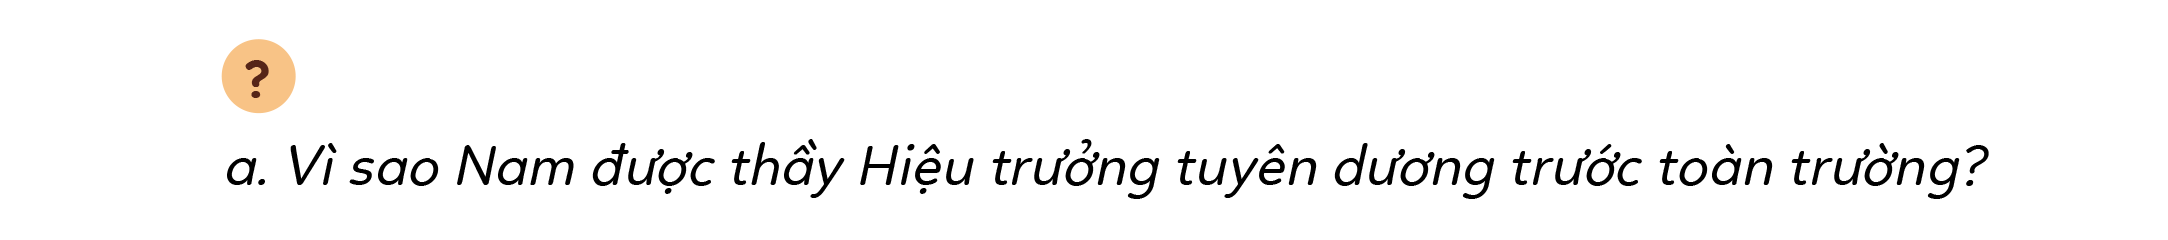 ?
a. Vì sao Nam được thầy Hiệu trưởng tuyên dương trước toàn trường?